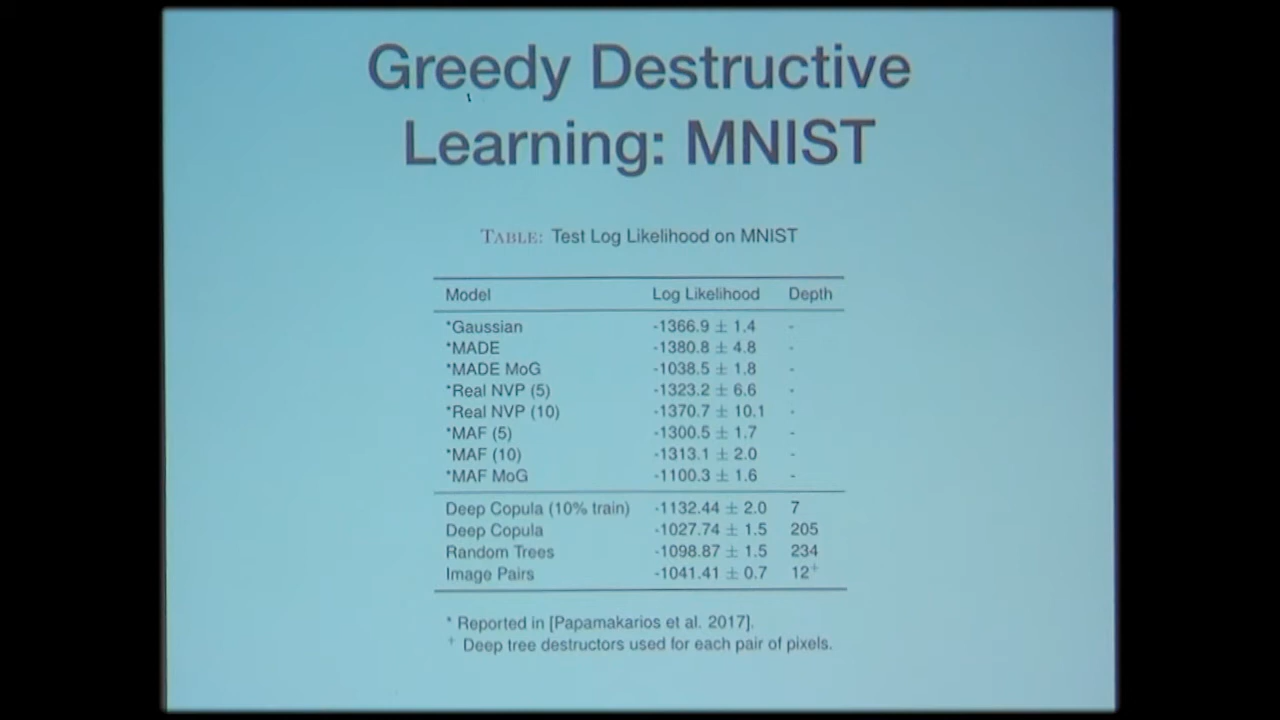 Greedy Destructive
Learning: MNIST
TABLE: Test Log Likelihood on MNIST
Model Log Likelihood Depth
*Gaussian -1366.9 ± 1.4 -
*MADE -1380.8 ± 4.8 -
*MADE MoG -1038.5 ± 1.8 -
*Real NVP (5) -1323.2 ± 6.6 -
*Real NVP (10) -1370.7 ± 10.1 -
*MAF (5) -1300.5 ± 1.7 -
*MAF (10) -1313.1 ± 2.0 -
*MAF MoG -1100.3 ± 1.6 -
Deep Copula (10% train) -1132.44 ± 2.0 7
Deep Copula -1027.74 ± 1.5 205
Random Trees -1098.87 ± 1.5 234
Image Pairs -1041.41 ± 0.7 12+
* Reported in [Papamakarios et al. 2017].
+ Deep tree destructors used for each pair of pixels.